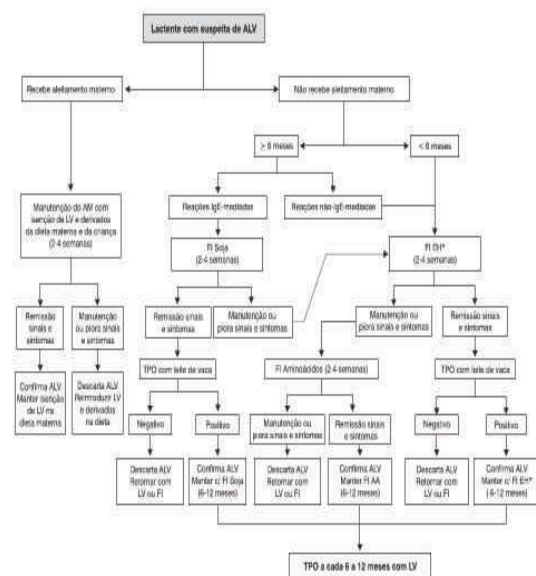 Lactente com suspeita de ALV
Recebe aleitamento materno
Não recebe aleitamento materno
≥ 6 meses
< 6 meses
Manutenção do AM com
isenção de LV e derivados
da dieta materna e da criança
(2-4 semanas)
Reações IgE-mediadas
Reações não-IgE-mediadas
FI Soja
(2-4 semanas)
FI EH*
(2-4 semanas)
Remissão
sinais e
sintomas
Manutenção
ou piora sinais e
sintomas
Remissão sinais
e sintomas
Manutenção ou
piora sinais e sintomas
Manutenção ou
piora sinais e sintomas
Remissão sinais
e sintomas
Confirma ALV
Manter isenção
de LV na
dieta materna
Descarta ALV
Reintroduzir LV
e derivados
na dieta
TPO com leite de vaca
FI Aminoácidos (2-4 semanas)
TPO com leite de vaca
Negativo
Positivo
Manutenção ou
piora sinais e sintomas
Remissão sinais
e sintomas
Negativo
Positivo
Descarta ALV
Retornar com
LV ou FI
Confirma ALV
Manter c/ FI Soja
(6-12 meses)
Descarta ALV
Retornar com
LV ou FI
Confirma ALV
Manter FI AA
(6-12 meses)
Descarta ALV
Retornar com
LV ou FI
Confirma ALV
Manter c/ FI EH*
(6-12 meses)
TPO a cada 6 a 12 meses com LV